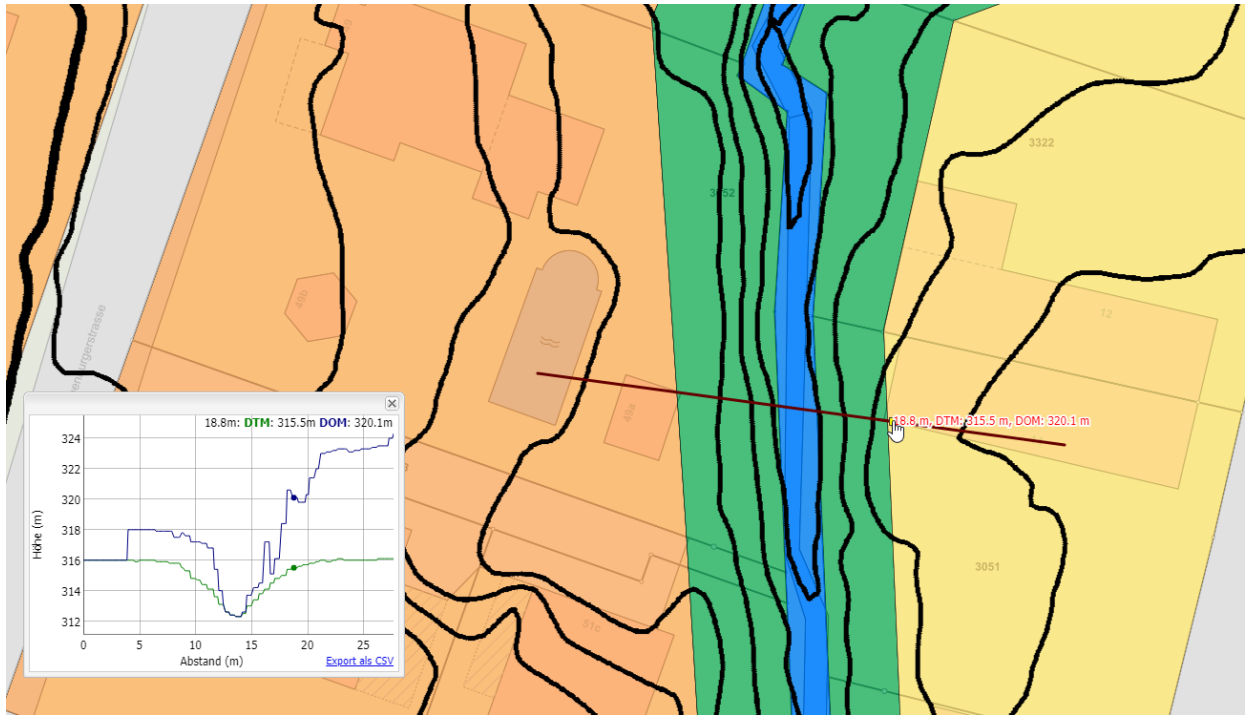 3322
3052
49b
12
enburgerstrasse
49a
18.8 m, DTM: 315.5 m, DOM: 320.1 m
3051
51c
18.8m: DTM: 315.5m DOM: 320.1m
324
322
320
318
316
314
312
Höhe (m)
0 5 10 15 20 25
Abstand (m)
Export als CSV